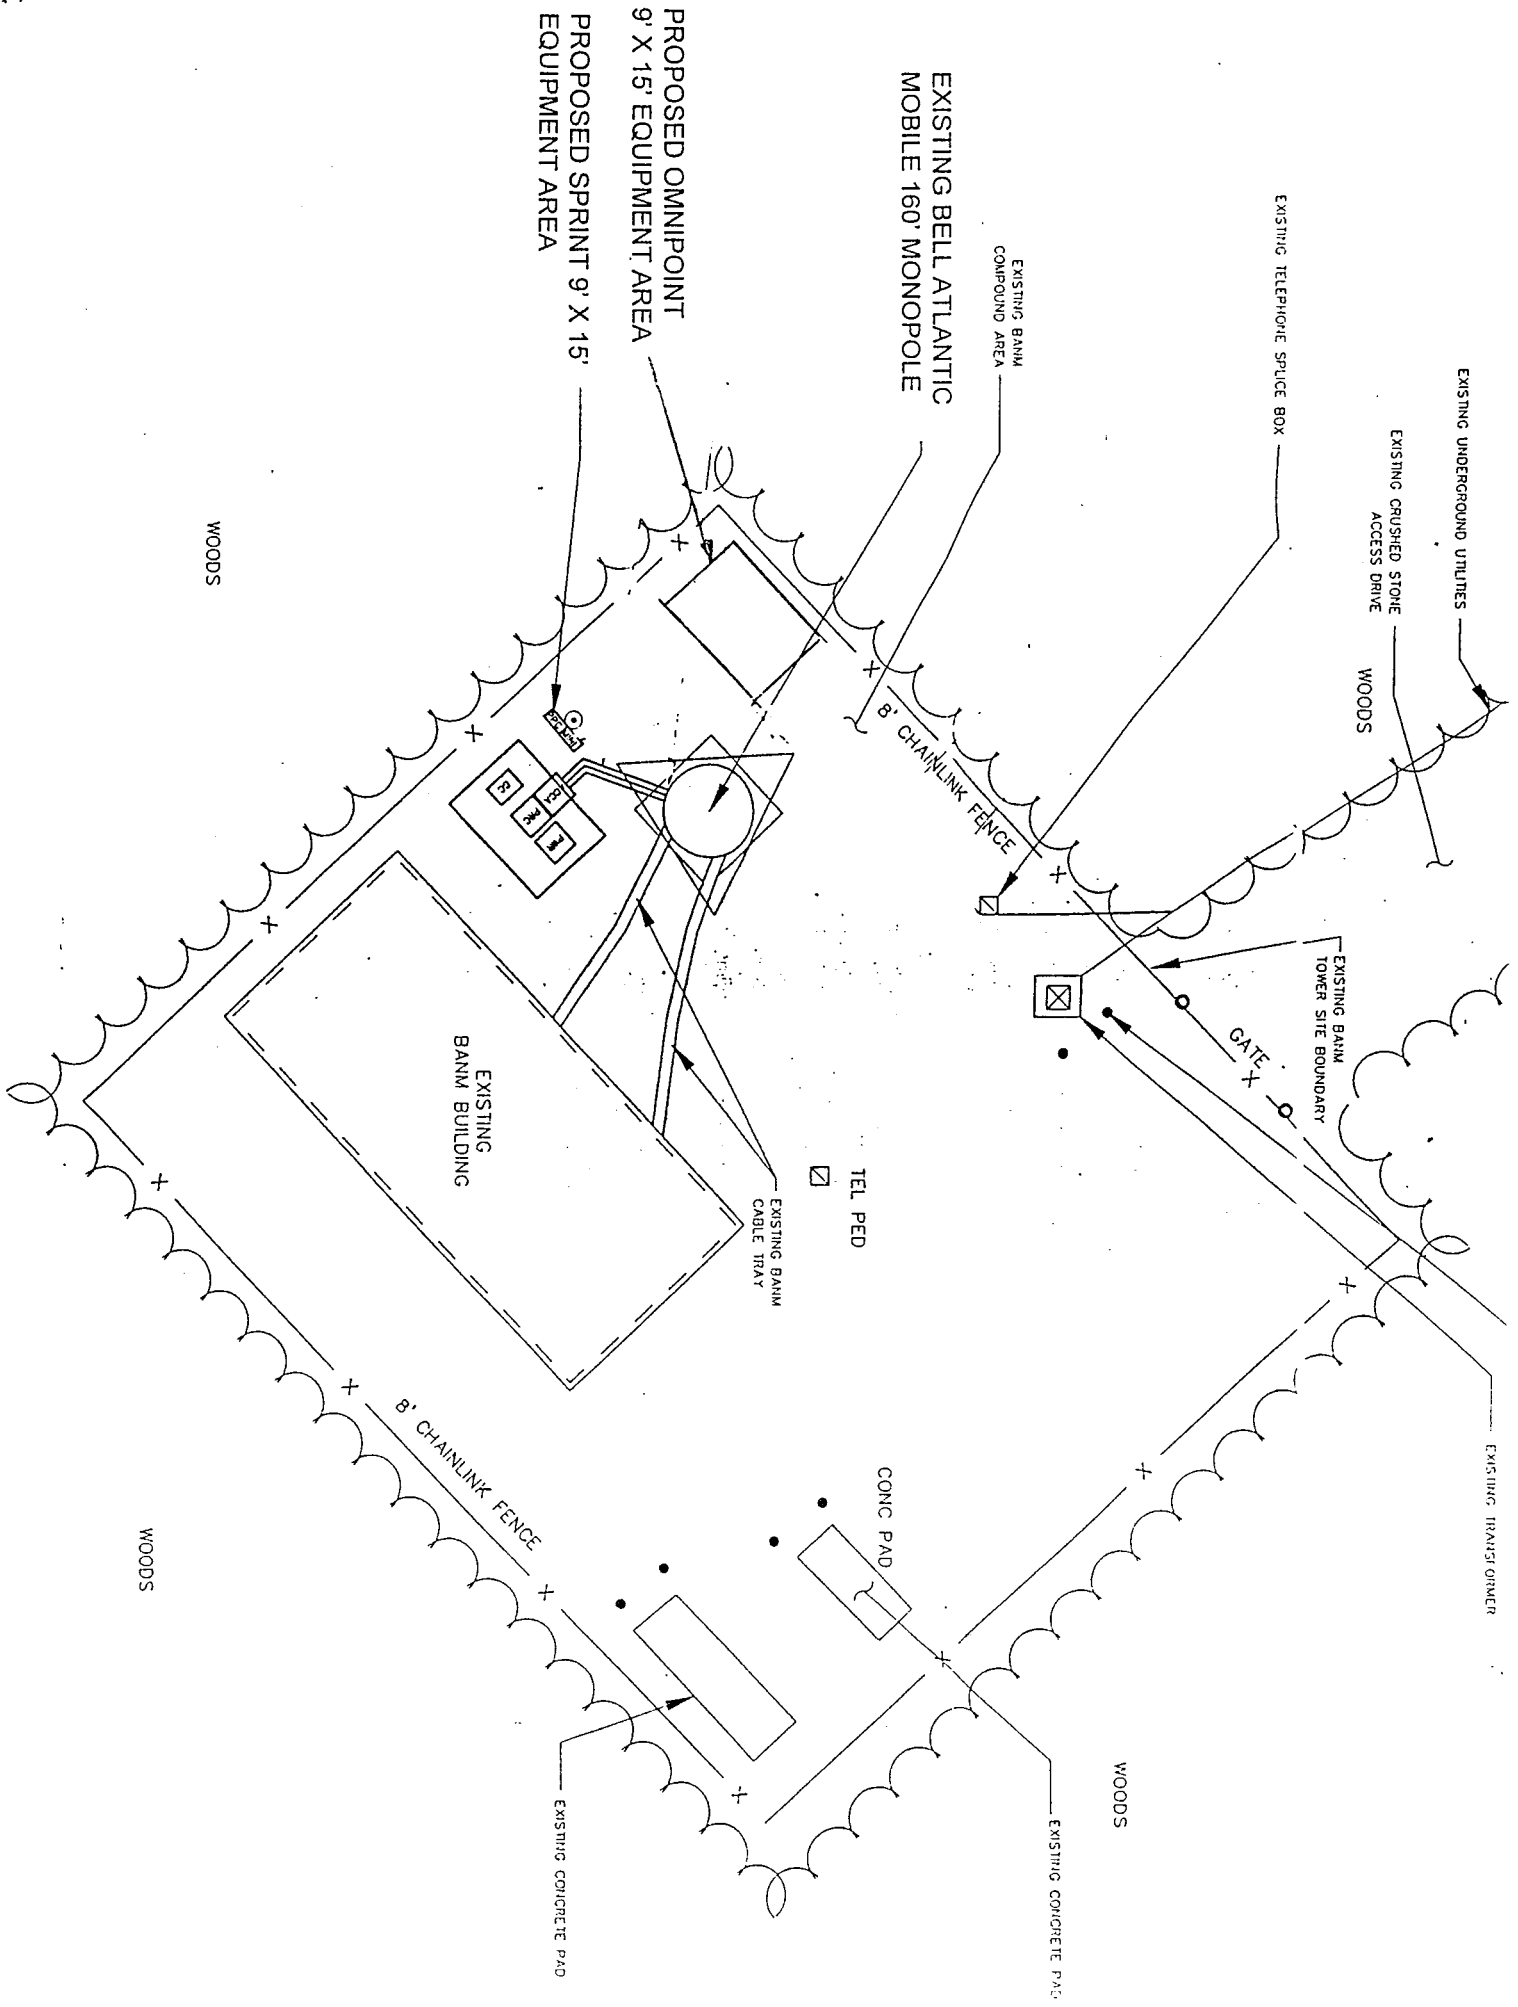 EXISTING UNDERGROUND UTILITIES
EXISTING CRUSHED STONE
ACCESS DRIVE
WOODS
EXISTING TELEPHONE SPLICE BOX
EXISTING BANM
COMPOUND AREA
EXISTING BELL ATLANTIC
MOBILE 160' MONOPOLE
PROPOSED OMNIPOINT
9' X 15' EQUIPMENT AREA
PROPOSED SPRINT 9' X 15'
EQUIPMENT AREA
WOODS
8' CHAINLINK FENCE
EXISTING BANM
TOWER SITE BOUNDARY
GATE
EXISTING TRANSFORMER
PWR
EXISTING
BANM BUILDING
TEL PED
EXISTING BANM
CABLE TRAY
8' CHAINLINK FENCE
CONC PAD
WOODS
WOODS
EXISTING CONCRETE PAD
EXISTING CONCRETE PAD